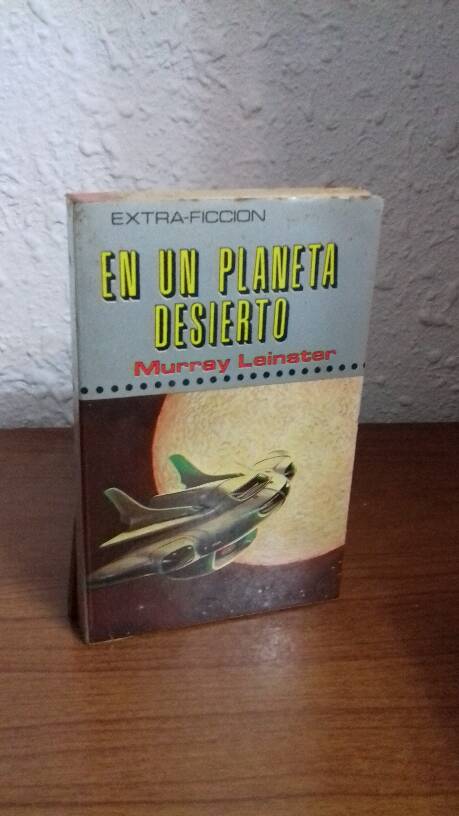 EXTRA-FICCION
EN UN PLANETA
DESIERTO
Murray Leinster